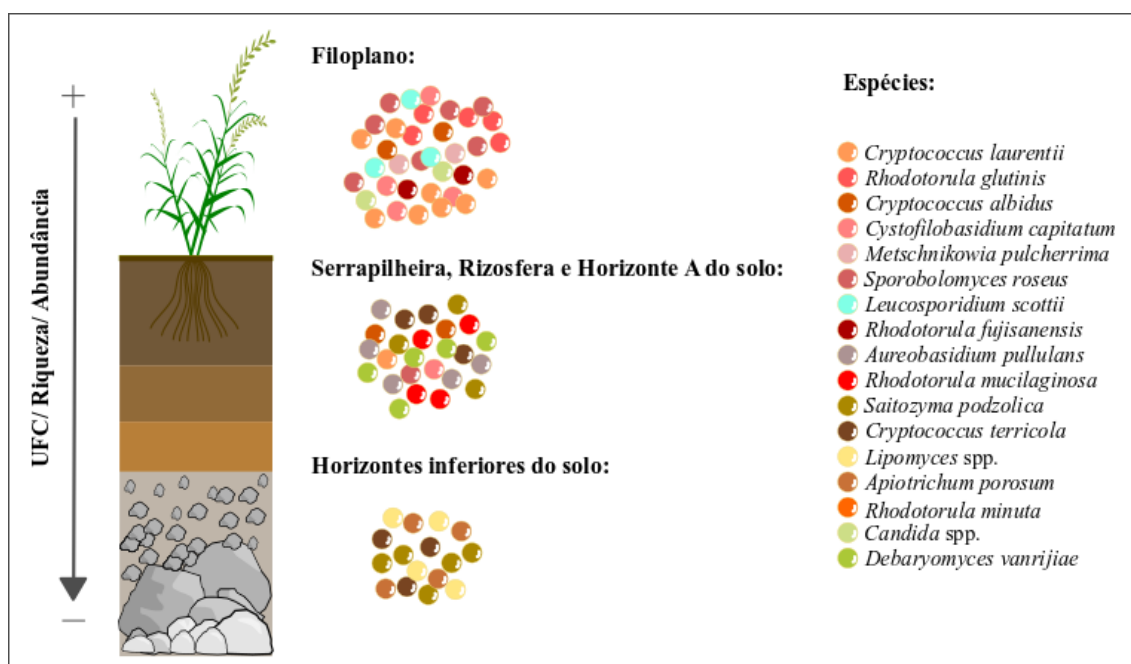 +
UFC/ Riqueza/ Abundância
−
Filoplano:
Serrapilheira, Rizosfera e Horizonte A do solo:
Horizontes inferiores do solo:
Espécies:
Cryptococcus laurentii
Rhodotorula glutinis
Cryptococcus albidus
Cystofilobasidium capitatum
Metschnikowia pulcherrima
Sporobolomyces roseus
Leucosporidium scottii
Rhodotorula fujisanensis
Aureobasidium pullulans
Rhodotorula mucilaginosa
Saitozyma podzolica
Cryptococcus terricola
Lipomyces spp.
Apiotrichum porosum
Rhodotorula minuta
Candida spp.
Debaryomyces vanrijiae